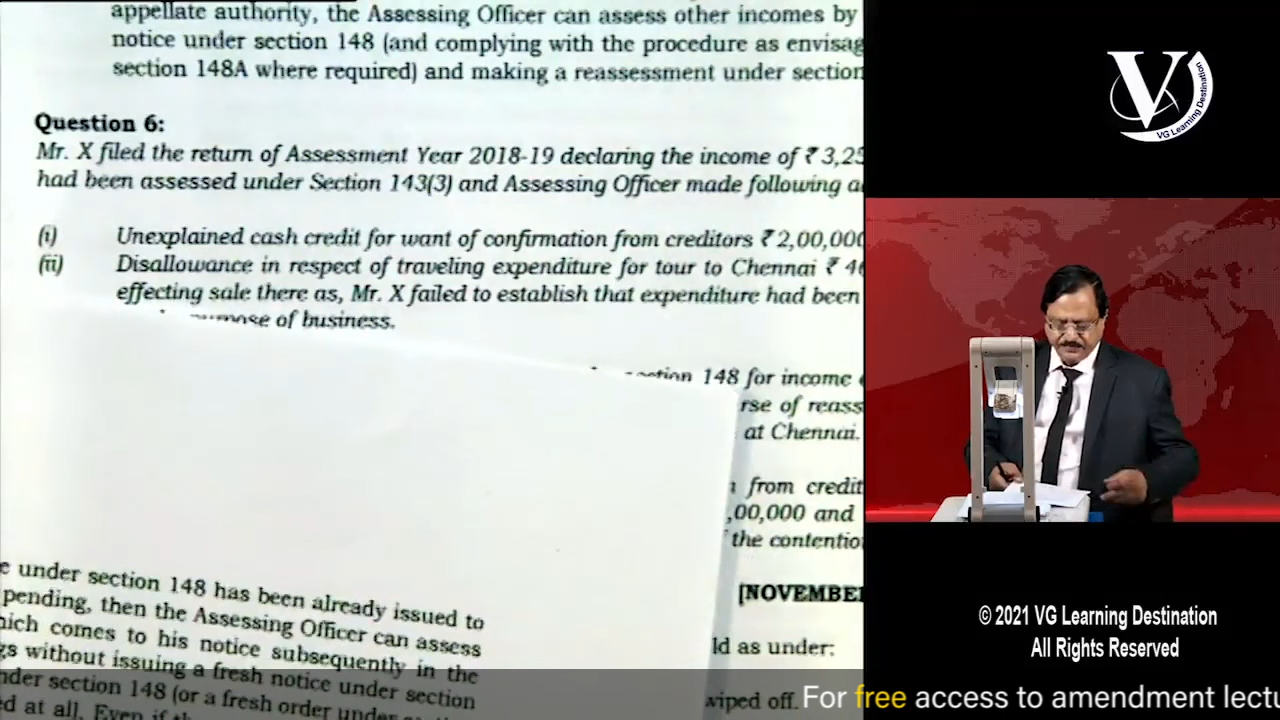 appellate authority, the Assessing Officer can assess other incomes by
notice under section 148 (and complying with the procedure as envisag
section 148A where required) and making a reassessment under section
Question 6:
Mr. X filed the return of Assessment Year 2018-19 declaring the income of ₹ 3,25
had been assessed under Section 143(3) and Assessing Officer made following a
(i) Unexplained cash credit for want of confirmation from creditors ₹ 2,00,000
(ii) Disallowance in respect of traveling expenditure for tour to Chennai ₹ 4
effecting sale there as, Mr. X failed to establish that expenditure had been
purpose of business.
section 148 for income
rse of reass
at Chennai.
from credit
,00,000 and
the contentio
[NOVEMBE
ld as under:
wiped off.
e under section 148 has been already issued to
pending, then the Assessing Officer can assess
hich comes to his notice subsequently in the
gs without issuing a fresh notice under section
nder section 148 (or a fresh order under
ed at all. Even if
V
VG Learning Destination
© 2021 VG Learning Destination
All Rights Reserved
For free access to amendment lectu